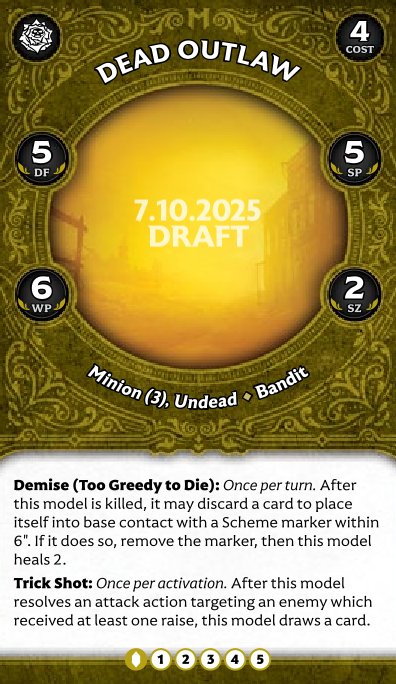 4
COST
DEAD OUTLAW
5
DF
5
SP
7.10.2025
DRAFT
6
WP
2
SZ
Minion (3), Undead ⬥ Bandit
Demise (Too Greedy to Die): Once per turn. After
this model is killed, it may discard a card to place
itself into base contact with a Scheme marker within
6". If it does so, remove the marker, then this model
heals 2.
Trick Shot: Once per activation. After this model
resolves an attack action targeting an enemy which
received at least one raise, this model draws a card.
1 2 3 4 5